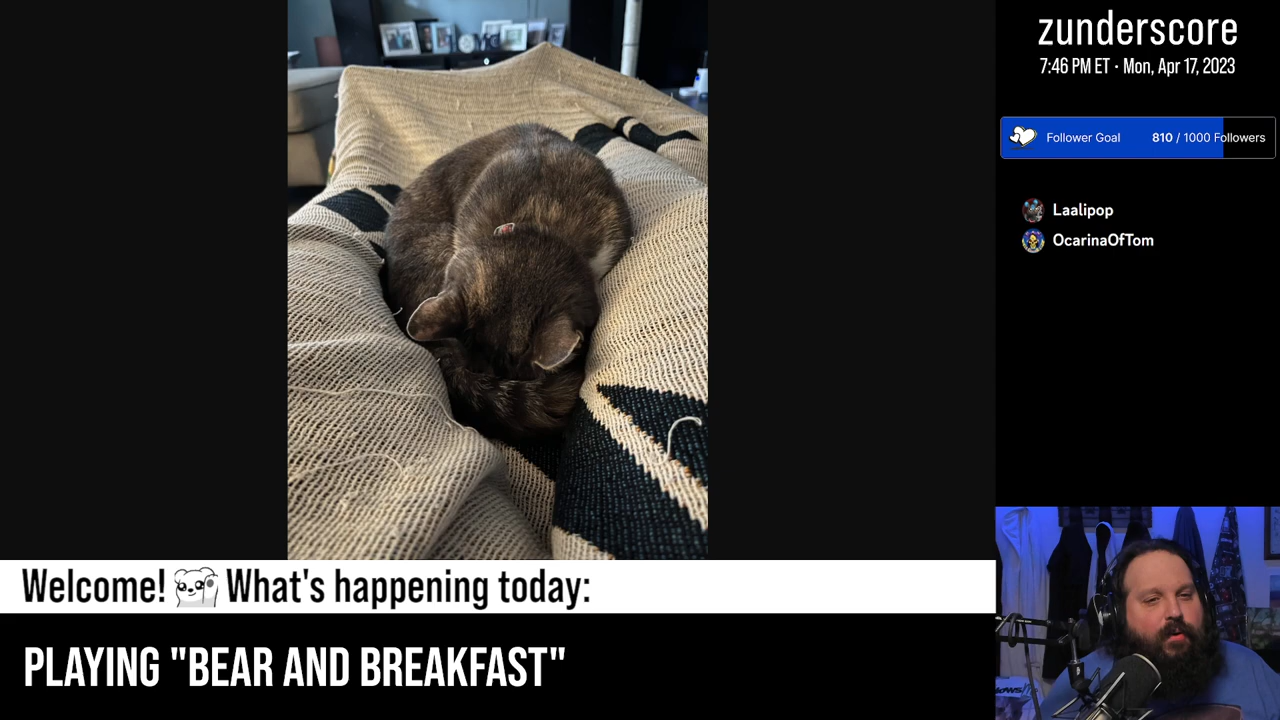 zunderscore
7:46 PM ET · Mon, Apr 17, 2023
Follower Goal 810 / 1000 Followers
Laalipop
OcarinaOfTom
Welcome! What's happening today:
PLAYING "BEAR AND BREAKFAST"